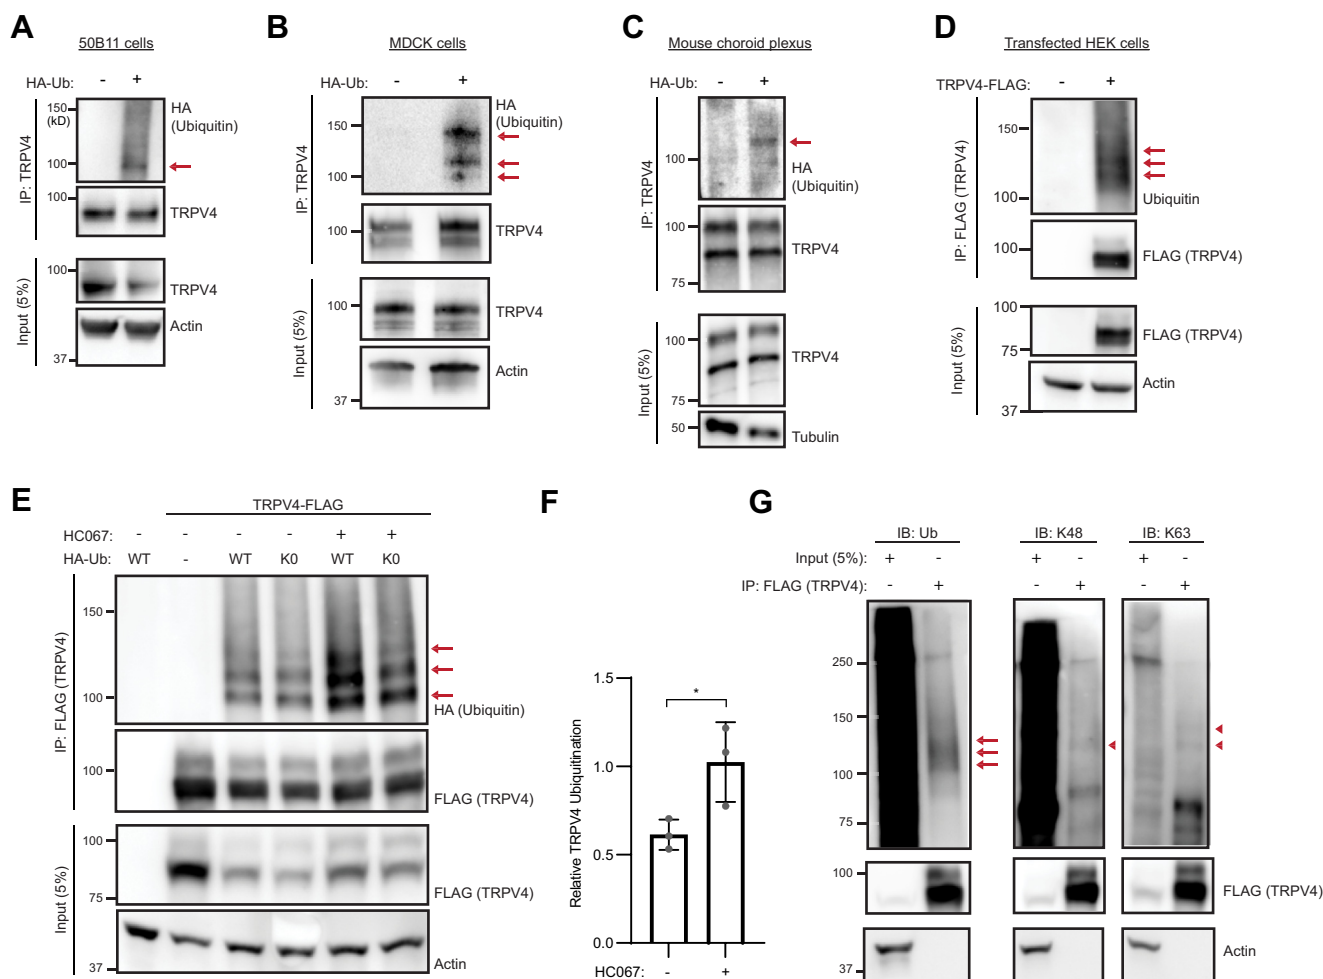 A
50B11 cells
HA-Ub: - +
150
(kD)
100
HA
(Ubiquitin)
IP: TRPV4
100
TRPV4
100
TRPV4
Input (5%)
Actin
37
B
MDCK cells
HA-Ub: - +
150
100
HA
(Ubiquitin)
IP: TRPV4
100
TRPV4
100
TRPV4
Input (5%)
Actin
37
C
Mouse choroid plexus
HA-Ub: - +
100
HA
(Ubiquitin)
IP: TRPV4
100
TRPV4
75
100
TRPV4
75
Input (5%)
50
Tubulin
D
Transfected HEK cells
TRPV4-FLAG: - +
150
100
Ubiquitin
IP: FLAG (TRPV4)
100
FLAG (TRPV4)
100
FLAG (TRPV4)
75
Input (5%)
Actin
37
E
TRPV4-FLAG
HC067: - - - - + +
HA-Ub: WT - WT K0 WT K0
150
100
HA (Ubiquitin)
IP: FLAG (TRPV4)
100
FLAG (TRPV4)
100
FLAG (TRPV4)
75
Input (5%)
Actin
37
F
1.5
1.0
0.5
0.0
Relative TRPV4 Ubiquitination
*
HC067: - +
G
IB: Ub IB: K48 IB: K63
Input (5%): + - + - + -
IP: FLAG (TRPV4): - + - + - +
250
150
100
75
100
FLAG (TRPV4)
Actin
37